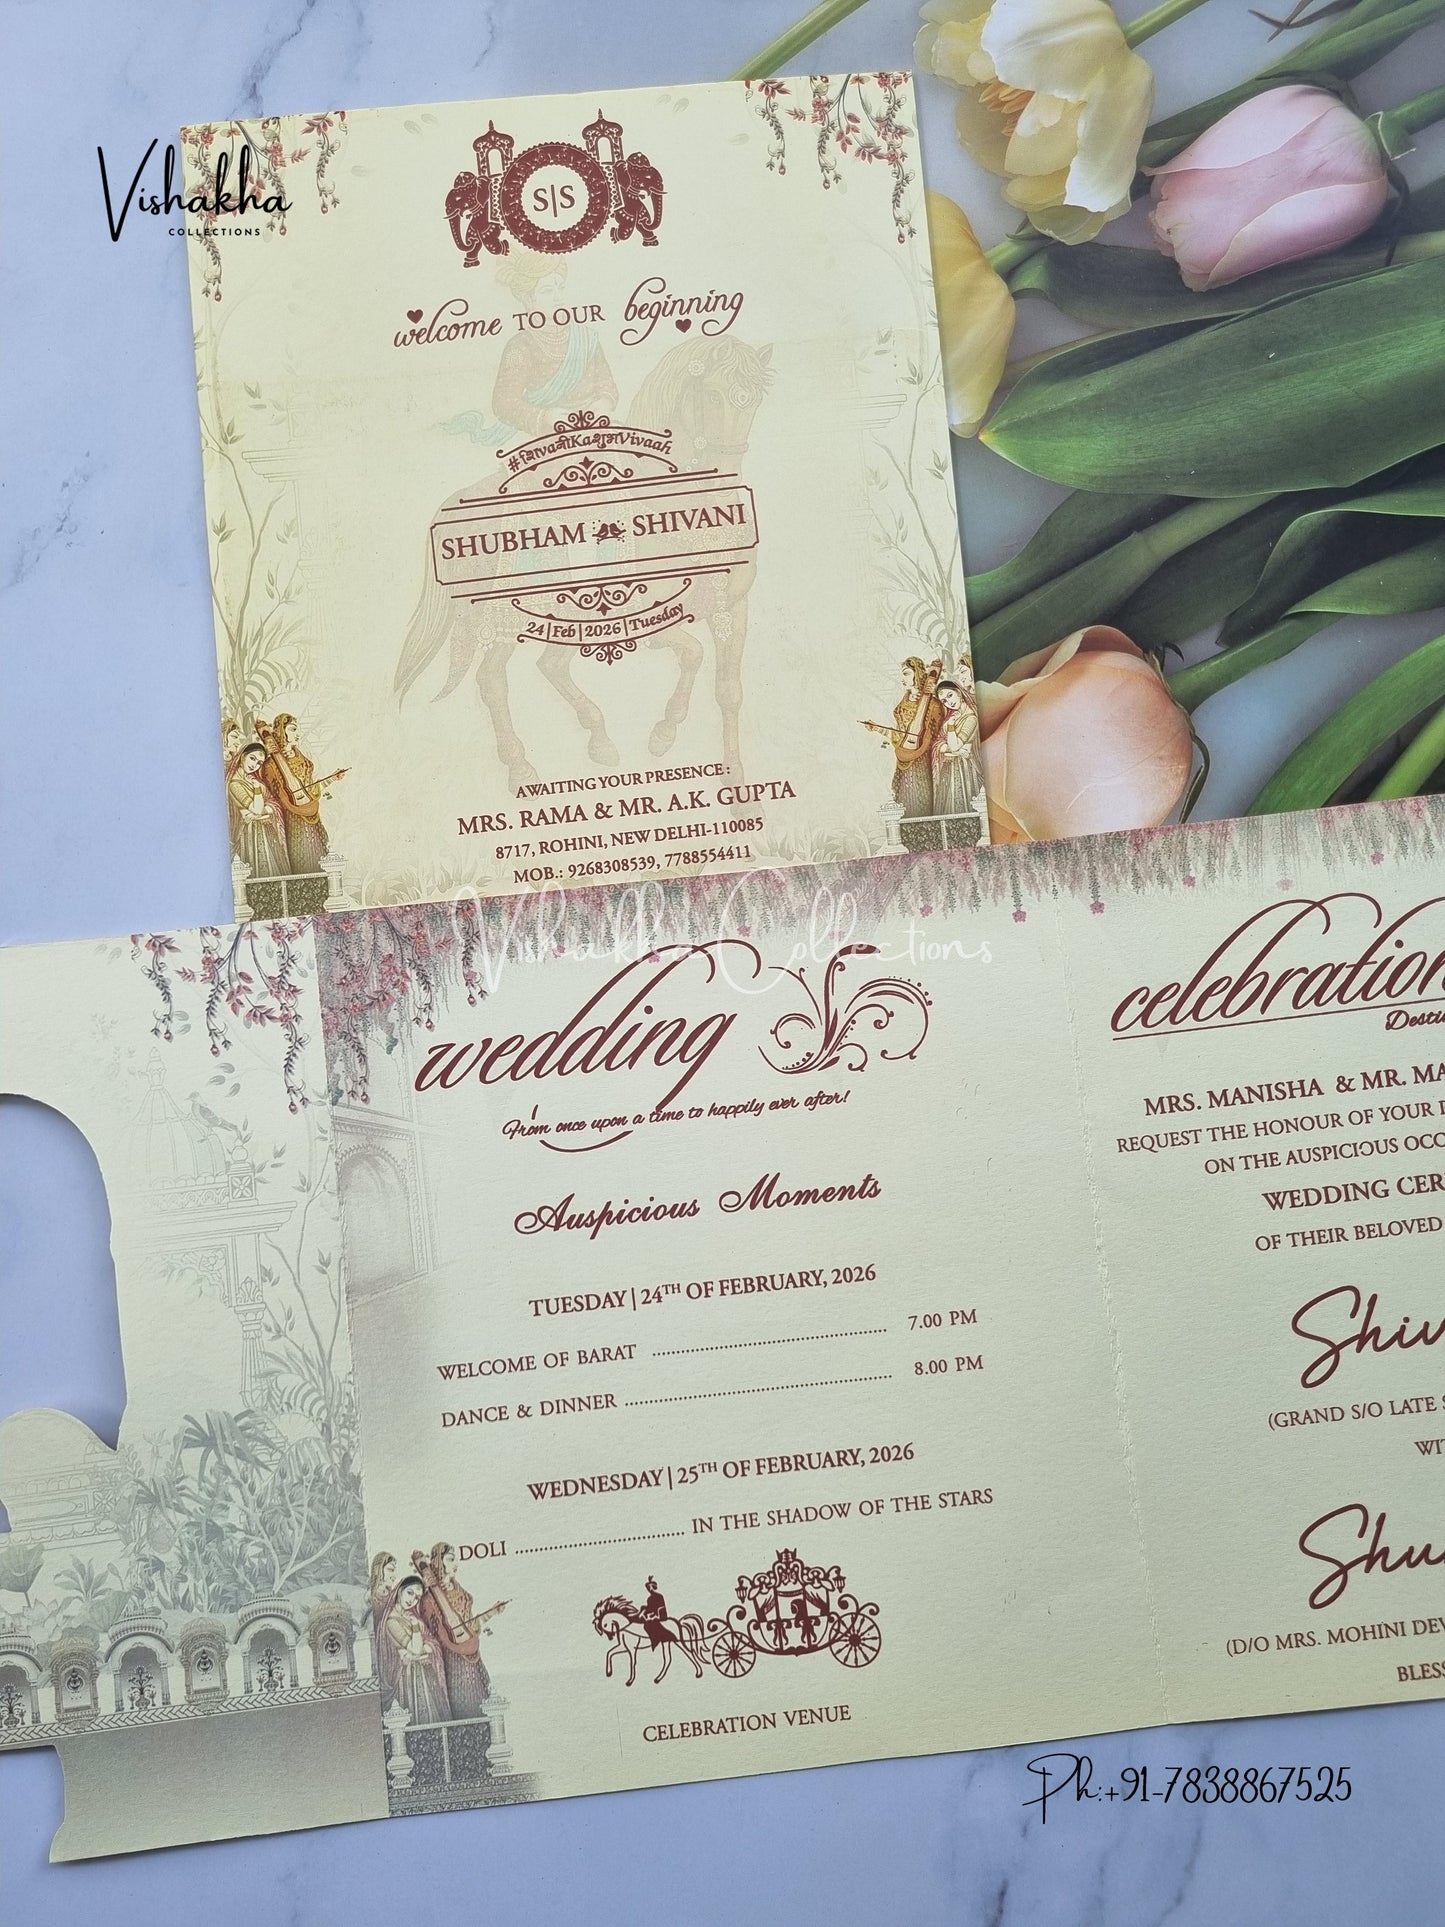 Vishakha
COLLECTIONS
S|S
welcome TO OUR beginning
#शिvaनीKaशुभVivaah
SHUBHAM SHIVANI
24|Feb|2026|Tuesday
AWAITING YOUR PRESENCE :
MRS. RAMA & MR. A.K. GUPTA
8717, ROHINI, NEW DELHI-110085
MOB.: 9268308539, 7788554411
Vishakha Collections
wedding
From once upon a time to happily ever after!
Auspicious Moments
TUESDAY | 24TH OF FEBRUARY, 2026
WELCOME OF BARAT .................................................. 7.00 PM
DANCE & DINNER .......................................................... 8.00 PM
WEDNESDAY | 25TH OF FEBRUARY, 2026
DOLI .................................... IN THE SHADOW OF THE STARS
CELEBRATION VENUE
celebration
MRS. MANISHA & MR.
REQUEST THE HONOUR OF YOUR
ON THE AUSPICIOUS
WEDDING
OF THEIR BELOVED
(GRAND S/O LATE
(D/O MRS. MOHINI
Ph:+91-7838867525